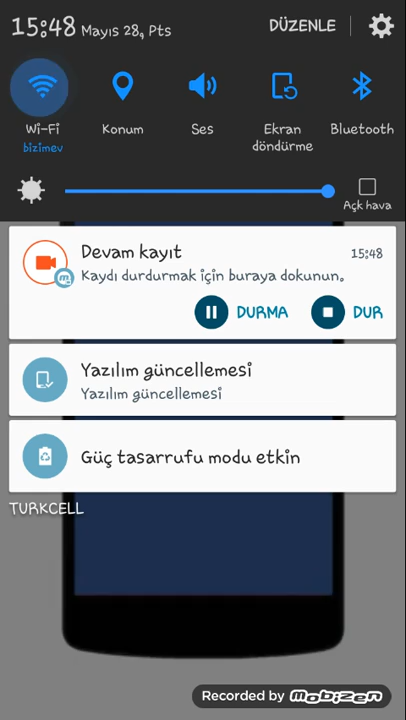 15:48 Mayıs 28, Pts DÜZENLE
Wi-Fi Konum Ses Ekran döndürme Bluetooth
bizimev
Açk hava
Devam kayıt 15:48
Kaydı durdurmak için buraya dokunun.
DURMA DUR
Yazılım güncellemesi
Yazılım güncellemesi
Güç tasarrufu modu etkin
TURKCELL
Recorded by mobizen